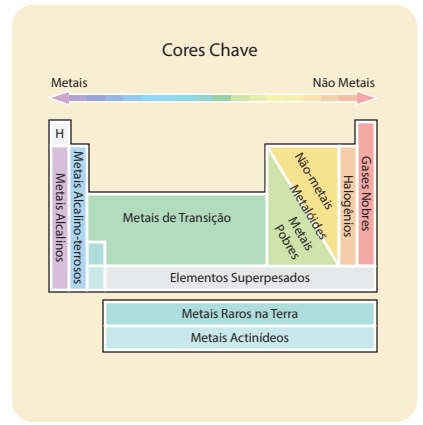 Cores Chave
Metais
Não Metais
H
Metais Alcalinos
Metais Alcalino-terrosos
Metais de Transição
Não-metais
Metalóides
Metais
Pobres
Halogênios
Gases Nobres
Elementos Superpesados
Metais Raros na Terra
Metais Actinídeos